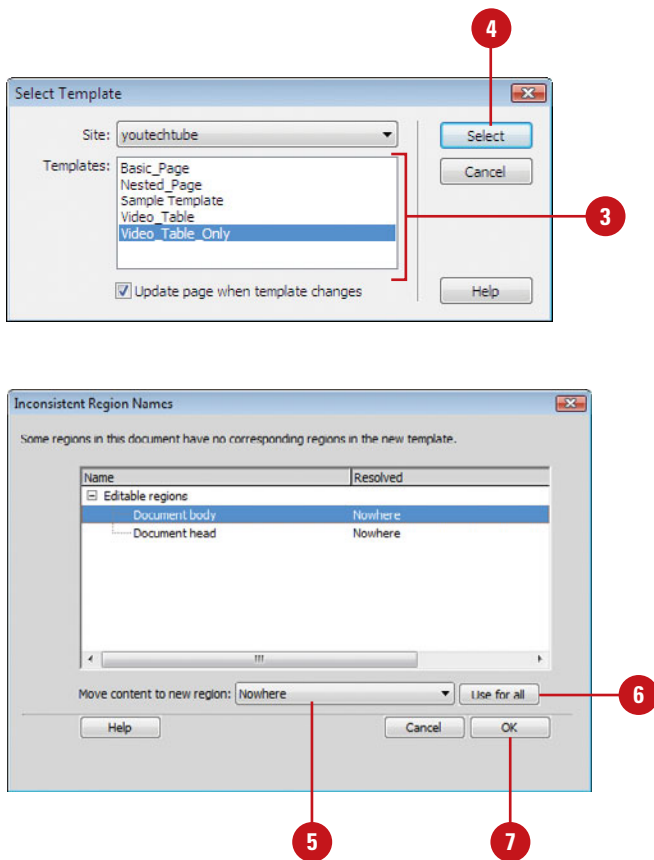 4
Select Template
Site: youtechtube
Select
Templates:
Basic_Page
Nested_Page
Sample Template
Video_Table
Video_Table_Only
Cancel
3
Update page when template changes
Help
Inconsistent Region Names
Some regions in this document have no corresponding regions in the new template.
Name Resolved
Editable regions
Document body Nowhere
Document head Nowhere
Move content to new region: Nowhere Use for all
6
Help Cancel OK
5 7